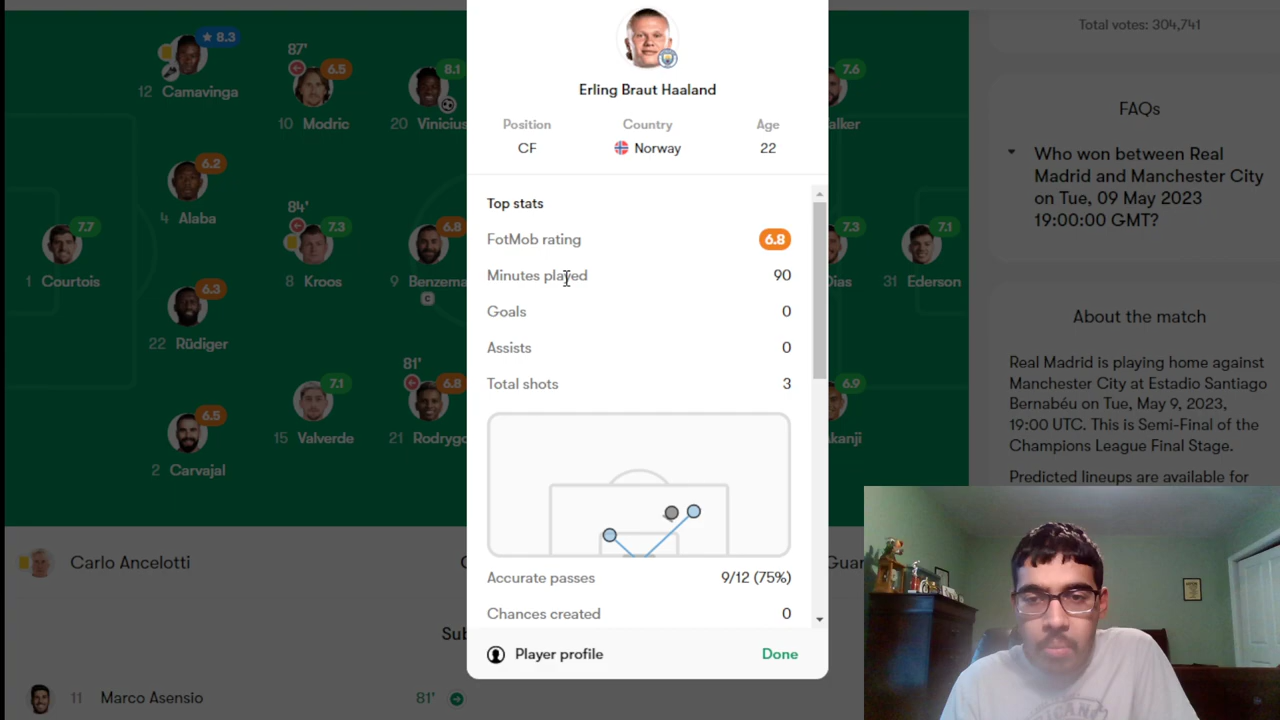 8.3
12 Camavinga
87'
6.5
10 Modric
8.1
20 Vinícius
6.2
4 Alaba
7.7
1 Courtois
84'
7.3
8 Kroos
6.8
9 Benzema
C
6.3
22 Rüdiger
81'
7.1
15 Valverde
6.8
21 Rodrygo
6.5
2 Carvajal
Carlo Ancelotti
11 Marco Asensio
81'
Erling Braut Haaland
Position
Country
Age
CF
Norway
22
Top stats
FotMob rating
6.8
Minutes played
90
Goals
0
Assists
0
Total shots
3
Accurate passes
9/12 (75%)
Chances created
0
Player profile
Done
7.6
7.3
7.1
31 Ederson
6.9
Total votes: 304,741
FAQs
Who won between Real
Madrid and Manchester City
on Tue, 09 May 2023
19:00:00 GMT?
About the match
Real Madrid is playing home against
Manchester City at Estadio Santiago
Bernabéu on Tue, May 9, 2023,
19:00 UTC. This is Semi-Final of the
Champions League Final Stage.
Predicted lineups are available for